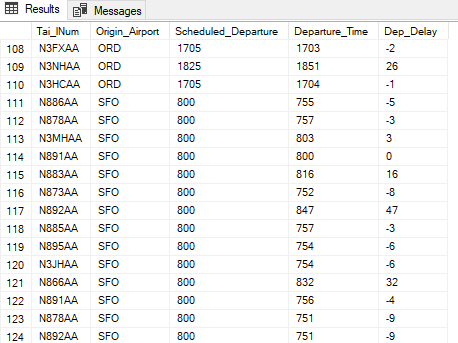 Results Messages
Tai_lNum Origin_Airport Scheduled_Departure Departure_Time Dep_Delay
108 N3FXAA ORD 1705 1703 -2
109 N3NHAA ORD 1825 1851 26
110 N3HCAA ORD 1705 1704 -1
111 N886AA SFO 800 755 -5
112 N878AA SFO 800 757 -3
113 N3MHAA SFO 800 803 3
114 N891AA SFO 800 800 0
115 N883AA SFO 800 816 16
116 N873AA SFO 800 752 -8
117 N892AA SFO 800 847 47
118 N885AA SFO 800 757 -3
119 N895AA SFO 800 754 -6
120 N3JHAA SFO 800 754 -6
121 N866AA SFO 800 832 32
122 N891AA SFO 800 756 -4
123 N878AA SFO 800 751 -9
124 N892AA SFO 800 751 -9